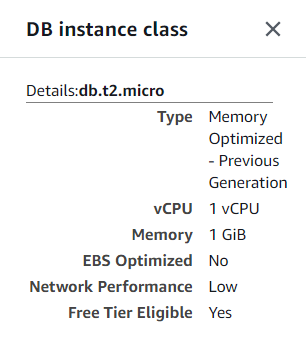 DB instance class
Details:db.t2.micro
Type Memory
Optimized
- Previous
Generation
vCPU 1 vCPU
Memory 1 GiB
EBS Optimized No
Network Performance Low
Free Tier Eligible Yes